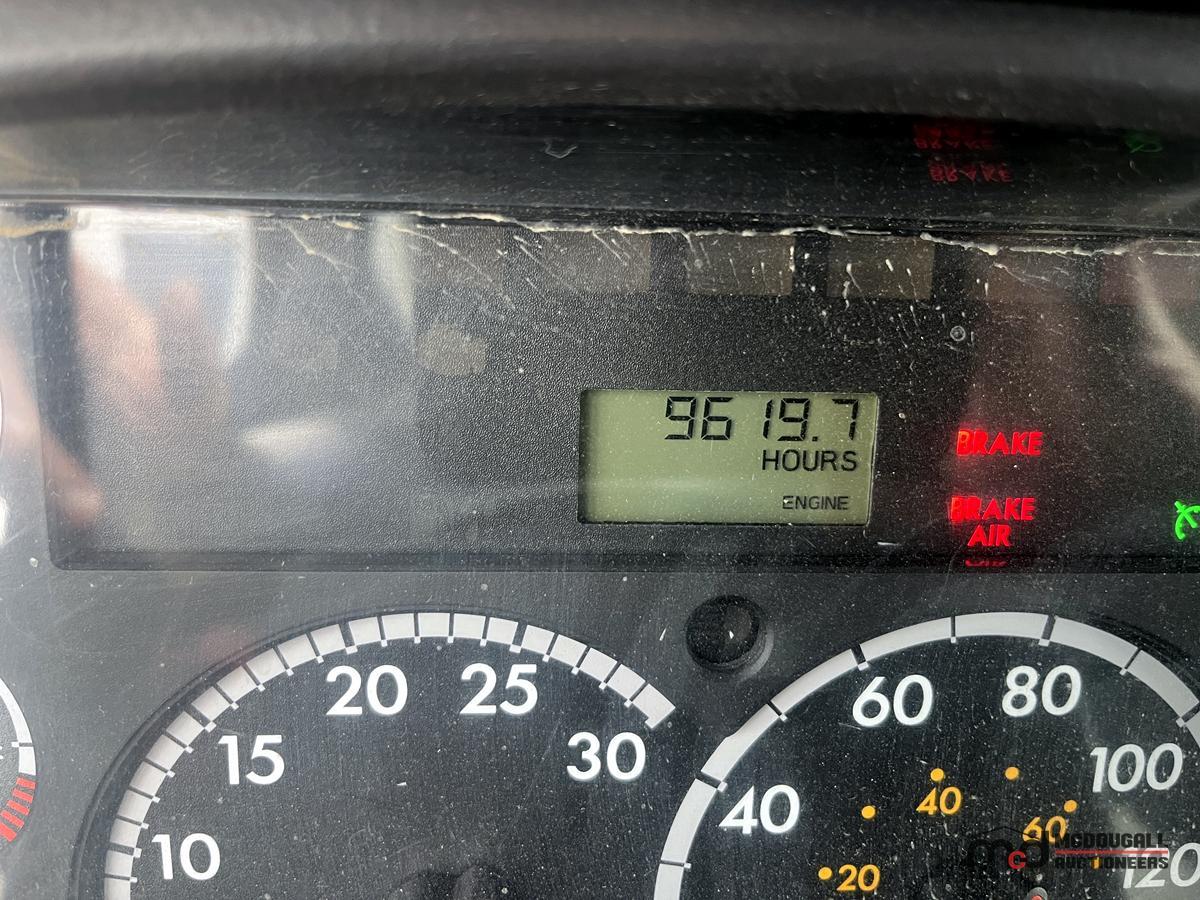 9619.7
HOURS
ENGINE
BRAKE
BRAKE
AIR
10
15
20
25
30
40
60
80
100
120
20
40
60
mcd
MCDOUGALL
AUCTIONEERS